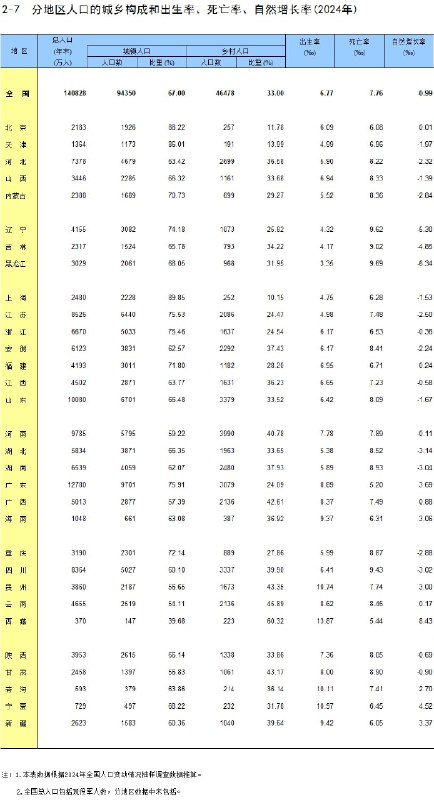 2-7 分地区人口的城乡构成和出生率、死亡率、自然增长率(2024年)
地 区 总人口 (年末) (万人) 城镇人口 乡村人口 出生率 (‰) 死亡率 (‰) 自然增长率 (‰)
人口数 比重 (%) 人口数 比重 (%)
全 国 140828 94350 67.00 46478 33.00 6.77 7.76 -0.99
北 京 2183 1926 88.22 257 11.78 6.09 6.08 0.01
天 津 1364 1173 86.01 191 13.99 4.99 6.96 -1.97
河 北 7378 4679 63.42 2699 36.58 5.90 8.22 -2.32
山 西 3446 2285 66.32 1161 33.68 6.94 8.33 -1.39
内蒙古 2388 1689 70.73 699 29.27 5.52 8.36 -2.84
辽 宁 4155 3082 74.18 1073 25.82 4.32 9.62 -5.30
吉 林 2317 1524 65.78 793 34.22 4.17 9.02 -4.85
黑龙江 3029 2061 68.05 968 31.95 3.35 9.69 -6.34
上 海 2480 2228 89.85 252 10.15 4.75 6.28 -1.53
江 苏 8526 6440 75.53 2086 24.47 4.98 7.48 -2.50
浙 江 6670 5033 75.46 1637 24.54 6.17 6.53 -0.36
安 徽 6123 3831 62.57 2292 37.43 6.17 8.41 -2.24
福 建 4193 3011 71.80 1182 28.20 6.95 6.71 0.24
江 西 4502 2871 63.77 1631 36.23 6.65 7.23 -0.58
山 东 10080 6701 66.48 3379 33.52 6.42 8.09 -1.67
河 南 9785 5795 59.22 3990 40.78 7.78 7.89 -0.11
湖 北 5834 3871 66.35 1963 33.65 5.38 8.52 -3.14
湖 南 6539 4059 62.07 2480 37.93 5.89 8.93 -3.04
广 东 12780 9701 75.91 3079 24.09 8.89 5.20 3.69
广 西 5013 2877 57.39 2136 42.61 8.37 7.49 0.88
海 南 1048 661 63.08 387 36.92 9.37 6.31 3.06
重 庆 3190 2301 72.14 889 27.86 5.99 8.87 -2.88
四 川 8364 5027 60.10 3337 39.90 6.41 9.43 -3.02
贵 州 3860 2187 56.65 1673 43.35 10.74 7.74 3.00
云 南 4655 2519 54.11 2136 45.89 8.62 8.45 0.17
西 藏 370 147 39.68 223 60.32 13.87 5.44 8.43
陕 西 3953 2615 66.14 1338 33.86 7.36 8.05 -0.69
甘 肃 2458 1397 56.83 1061 43.17 8.00 8.90 -0.90
青 海 593 379 63.86 214 36.14 10.11 7.41 2.70
宁 夏 729 497 68.22 232 31.78 10.97 6.45 4.52
新 疆 2623 1583 60.36 1040 39.64 9.42 6.05 3.37
注：1.本表数据根据2024年全国人口变动情况抽样调查数据推算。
2.全国总人口包括现役军人数，分地区数据中未包括。